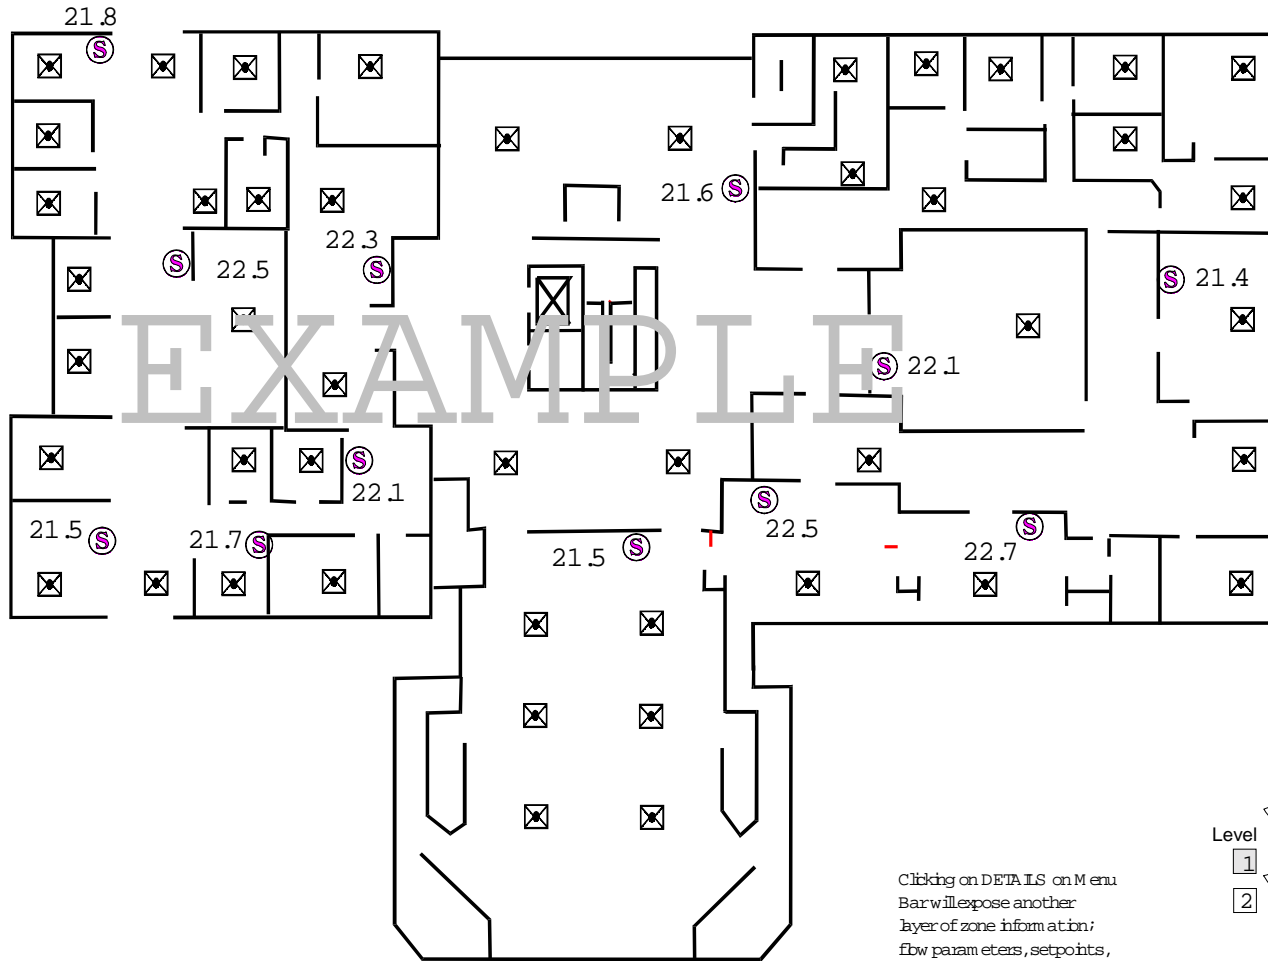 21.8
S
21.6
S
22.3
S
S
22.5
S
21.4
EXAMPLE
S
22.1
S
22.1
S
22.5
21.5
S
21.7
S
21.5
S
S
22.7
Level
1
2
Clicking on DETAILS on Menu
Bar will expose another
layer of zone information;
flow parameters, setpoints,